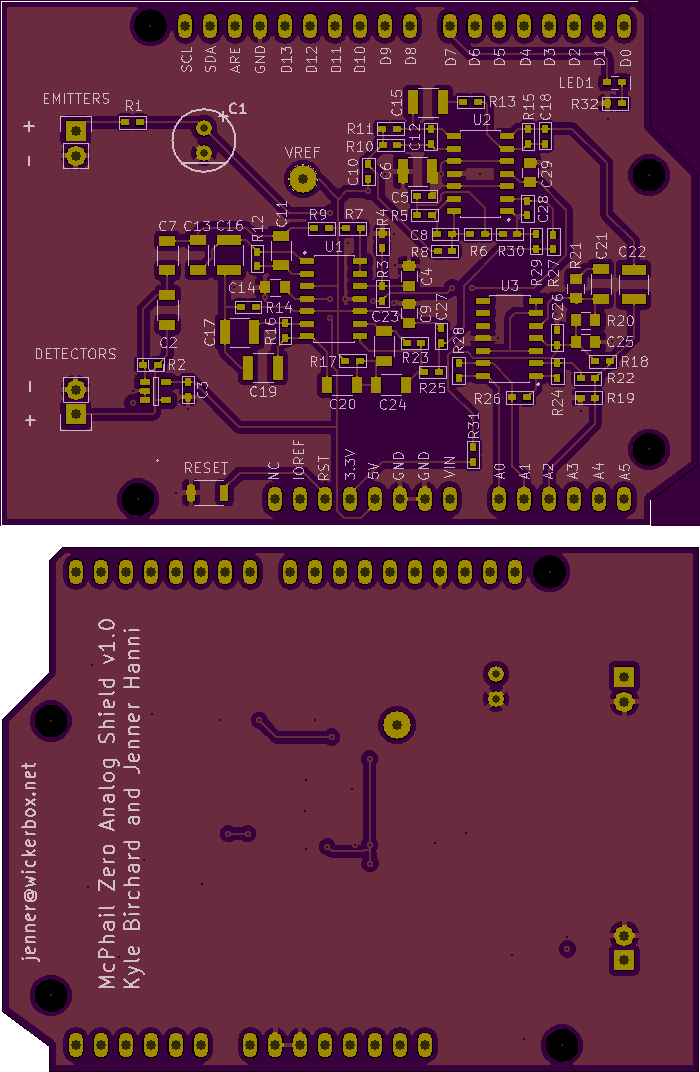 SCL SDA ARE GND D13 D12 D11 D10 D9 D8 D7 D6 D5 D4 D3 D2 D1 D0
LED1
R32
EMITTERS
R1
C1
+
+
-
C15
R13
U2
R11
R10
C12
R15
C18
VREF
C10
C6
C29
C5
R5
C28
C7
C13
C16
R12
C11
R9
R7
R4
C8
R8
R6
R30
R29
R27
U1
R3
C4
C14
R14
C9
C23
C27
U3
R21
C21
C22
C17
R16
C2
C26
R20
C25
DETECTORS
R2
R17
R23
R28
R18
C3
C19
C20
C24
R25
R26
R24
R22
R19
-
+
R31
RESET
NC IOREF RST 3.3V 5V GND GND VIN A0 A1 A2 A3 A4 A5
jenner@wickerbox.net
McPhail Zero Analog Shield v1.0
Kyle Birchard and Jenner Hanni